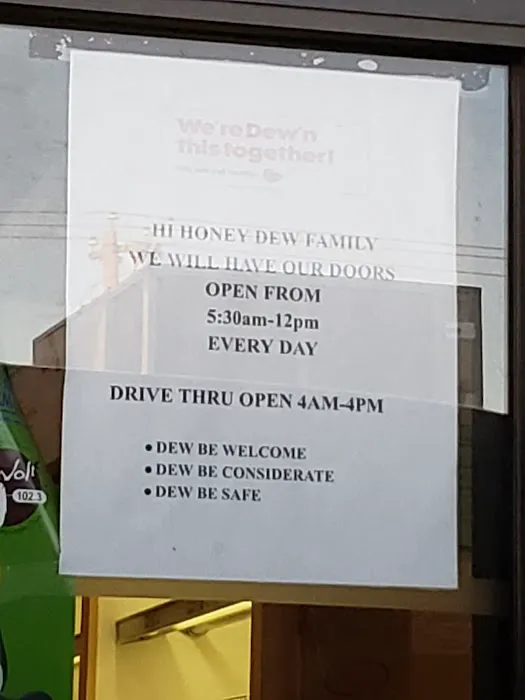 We're Dew'n
this together!
HI HONEY DEW FAMILY
WE WILL HAVE OUR DOORS
OPEN FROM
5:30am-12pm
EVERY DAY
DRIVE THRU OPEN 4AM-4PM
• DEW BE WELCOME
• DEW BE CONSIDERATE
• DEW BE SAFE
102.3